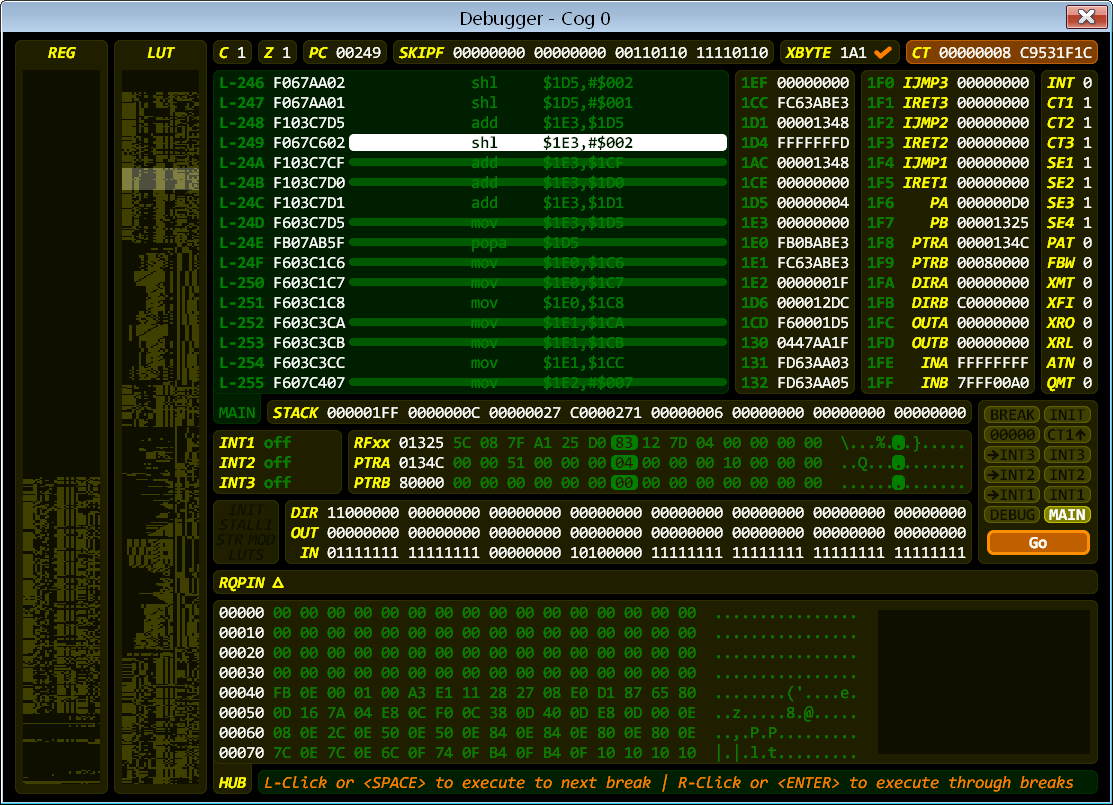 Debugger - Cog 0
REG
LUT
C 1 Z 1 PC 00249 SKIPF 00000000 00000000 00110110 11110110 XBYTE 1A1 ✔ CT 00000008 C9531F1C
L-246 F067AA02 shl $1D5,#$002
L-247 F067AA01 shl $1D5,#$001
L-248 F103C7D5 add $1E3,$1D5
L-249 F067C602 shl $1E3,#$002
L-24A F103C7CF add $1E3,$1CF
L-24B F103C7D0 add $1E3,$1D0
L-24C F103C7D1 add $1E3,$1D1
L-24D F603C7D5 mov $1E3,$1D5
L-24E FB07AB5F popa $1D5
L-24F F603C1C6 mov $1E0,$1C6
L-250 F603C1C7 mov $1E0,$1C7
L-251 F603C1C8 mov $1E0,$1C8
L-252 F603C3CA mov $1E1,$1CA
L-253 F603C3CB mov $1E1,$1CB
L-254 F603C3CC mov $1E1,$1CC
L-255 F607C407 mov $1E2,#$007
1EF 00000000
1CC FC63ABE3
1D1 00001348
1D4 FFFFFFFD
1AC 00001348
1CE 00000000
1D5 00000004
1E3 00000000
1E0 FB0BABE3
1E1 FC63ABE3
1E2 0000001F
1D6 000012DC
1CD F60001D5
130 0447AA1F
131 FD63AA03
132 FD63AA05
1F0 IJMP3 00000000
1F1 IRET3 00000000
1F2 IJMP2 00000000
1F3 IRET2 00000000
1F4 IJMP1 00000000
1F5 IRET1 00000000
1F6 PA 000000D0
1F7 PB 00001325
1F8 PTRA 0000134C
1F9 PTRB 00080000
1FA DIRA 00000000
1FB DIRB C0000000
1FC OUTA 00000000
1FD OUTB 00000000
1FE INA FFFFFFFF
1FF INB 7FFF00A0
INT 0
CT1 1
CT2 1
CT3 1
SE1 1
SE2 1
SE3 1
SE4 1
PAT 0
FBW 0
XMT 0
XFI 0
XRO 0
XRL 0
ATN 0
QMT 0
MAIN STACK 000001FF 0000000C 00000027 C0000271 00000006 00000000 00000000 00000000
INT1 off
INT2 off
INT3 off
RFxx 01325 5C 08 7F A1 25 D0 83 12 7D 04 00 00 00 00 \...%..}.....
PTRA 0134C 00 00 51 00 00 00 04 00 00 00 10 00 00 00 ..Q...........
PTRB 80000 00 00 00 00 00 00 00 00 00 00 00 00 00 00 ..............
BREAK INIT
00000 CT1↑
→INT3 INT3
→INT2 INT2
→INT1 INT1
DEBUG MAIN
Go
INIT
STALLI
STR MOD
LUTS
DIR 11000000 00000000 00000000 00000000 00000000 00000000 00000000 00000000
OUT 00000000 00000000 00000000 00000000 00000000 00000000 00000000 00000000
IN 01111111 11111111 00000000 10100000 11111111 11111111 11111111 11111111
RQPIN Δ
00000 00 00 00 00 00 00 00 00 00 00 00 00 00 00 00 00 ................
00010 00 00 00 00 00 00 00 00 00 00 00 00 00 00 00 00 ................
00020 00 00 00 00 00 00 00 00 00 00 00 00 00 00 00 00 ................
00030 00 00 00 00 00 00 00 00 00 00 00 00 00 00 00 00 ................
00040 FB 0E 00 01 00 A3 E1 11 28 27 08 E0 D1 87 65 80 ........('....e.
00050 0D 16 7A 04 E8 0C F0 0C 38 0D 40 0D E8 0D 00 0E ..z.....8.@.....
00060 08 0E 2C 0E 50 0E 50 0E 84 0E 84 0E 80 0E 80 0E ..,.P.P.........
00070 7C 0E 7C 0E 6C 0F 74 0F B4 0F B4 0F 10 10 10 10 |.|.l.t.........
HUB L-Click or <SPACE> to execute to next break | R-Click or <ENTER> to execute through breaks